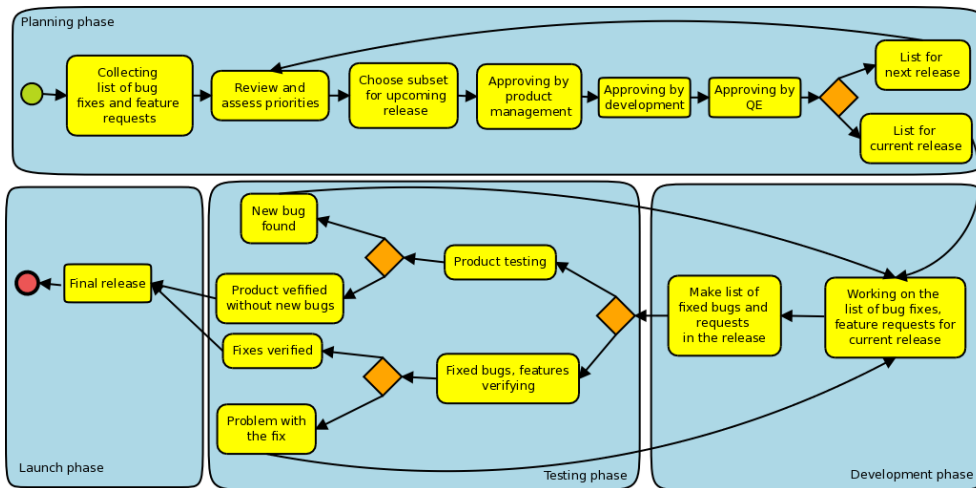 Planning phase
Collecting
list of bug
fixes and feature
requests
Review and
assess priorities
Choose subset
for upcoming
release
Approving by
product
management
Approving by
development
Approving by
QE
List for
next release
List for
current release
Launch phase
Final release
Testing phase
New bug
found
Product vefified
without new bugs
Fixes verified
Problem with
the fix
Product testing
Fixed bugs, features
verifying
Development phase
Make list of
fixed bugs and
requests
in the release
Working on the
list of bug fixes,
feature requests for
current release